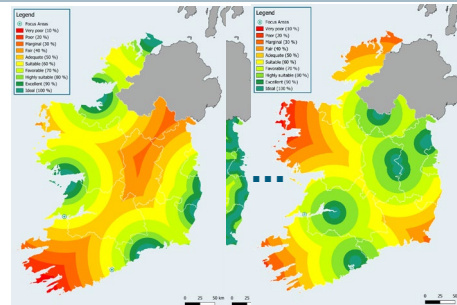 Legend
Focus Areas
Very poor (10 %)
Poor (20 %)
Marginal (30 %)
Fair (40 %)
Adequate (50 %)
Suitable (60 %)
Favorable (70 %)
Highly suitable (80 %)
Excellent (90 %)
Ideal (100 %)
0 25 50 km
0 25
Legend
Focus Areas
Very poor (10 %)
Poor (20 %)
Marginal (30 %)
Fair (40 %)
Adequate (50 %)
Suitable (60 %)
Favorable (70 %)
Highly suitable (80 %)
Excellent (90 %)
Ideal (100 %)
0 25 50